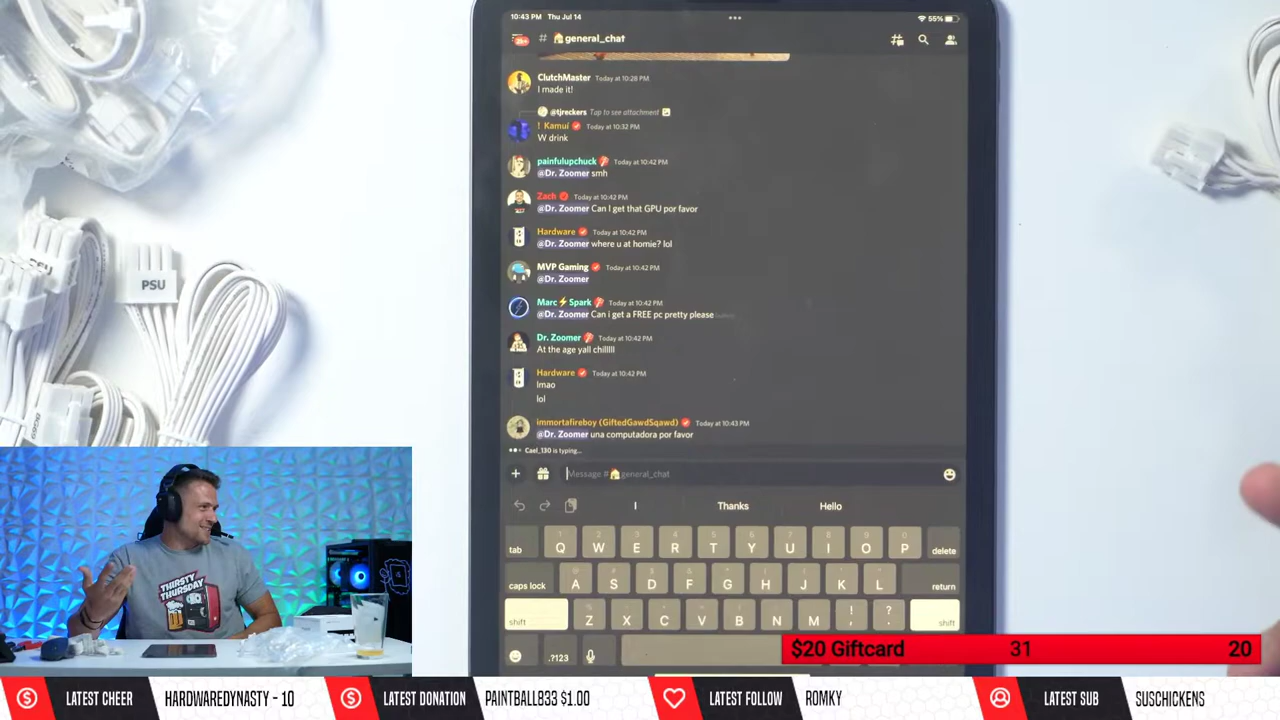 10:43 PM Thu Jul 14
55%
# general_chat
ClutchMaster Today at 10:28 PM
I made it!
@tjreckers Tap to see attachment
! Kamui Today at 10:32 PM
W drink
painfulupchuck Today at 10:42 PM
@Dr. Zoomer smh
Zach Today at 10:42 PM
@Dr. Zoomer Can I get that GPU por favor
Hardware Today at 10:42 PM
@Dr. Zoomer where u at homie? lol
MVP Gaming Today at 10:42 PM
@Dr. Zoomer
Marc⚡Spark Today at 10:42 PM
@Dr. Zoomer Can i get a FREE pc pretty please
Dr. Zoomer Today at 10:42 PM
At the age yall chillllll
Hardware Today at 10:42 PM
lmao
lol
immortafireboy (GiftedGawdSqawd) Today at 10:43 PM
@Dr. Zoomer una computadora por favor
Cael_130 is typing...
Message #general_chat
I Thanks Hello
tab Q W E R T Y U I O P delete
caps lock A S D F G H J K L return
shift Z X C V B N M ! , ? . shift
.?123
PSU
THIRSTY
THURSDAY
$20 Giftcard 31 20
LATEST CHEER HARDWAREDYNASTY - 10
LATEST DONATION PAINTBALL833 $1.00
LATEST FOLLOW ROMKY
LATEST SUB SUSCHICKENS